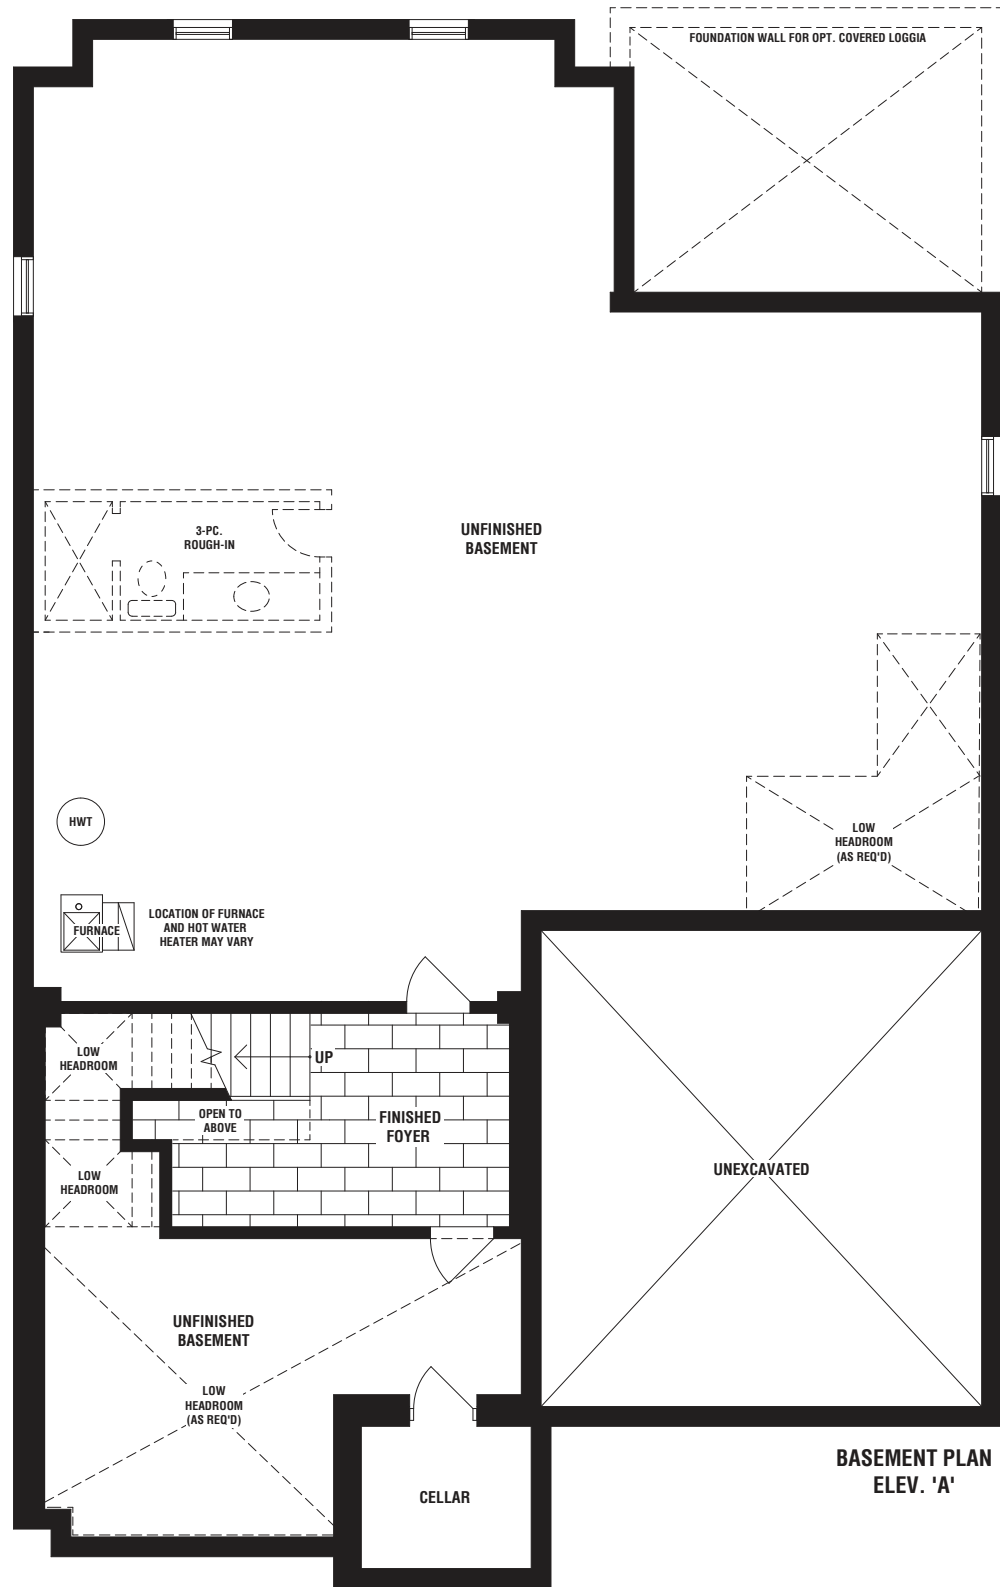 FOUNDATION WALL FOR OPT. COVERED LOGGIA
3-PC.
ROUGH-IN
UNFINISHED
BASEMENT
HWT
LOW
HEADROOM
(AS REQ'D)
FURNACE
LOCATION OF FURNACE
AND HOT WATER
HEATER MAY VARY
LOW
HEADROOM
UP
OPEN TO
ABOVE
FINISHED
FOYER
LOW
HEADROOM
UNEXCAVATED
UNFINISHED
BASEMENT
LOW
HEADROOM
(AS REQ'D)
CELLAR
BASEMENT PLAN
ELEV. 'A'